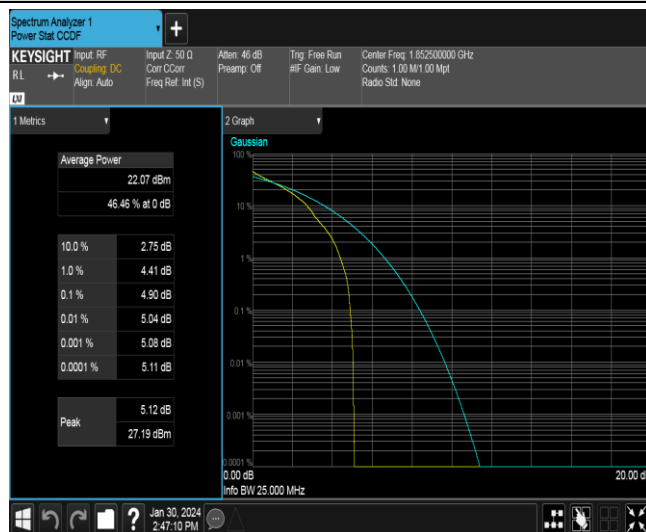 Spectrum Analyzer 1
Power Stat CCDF
KEYSIGHT
RL
LXI
Input: RF
Coupling: DC
Align: Auto
Input Z: 50 Ω
Corr CCorr
Freq Ref: Int (S)
Atten: 46 dB
Preamp: Off
Trig: Free Run
#IF Gain: Low
Center Freq: 1.852500000 GHz
Counts: 1.00 M/1.00 Mpt
Radio Std: None
1 Metrics
Average Power
22.07 dBm
46.46 % at 0 dB
10.0 % 2.75 dB
1.0 % 4.41 dB
0.1 % 4.90 dB
0.01 % 5.04 dB
0.001 % 5.08 dB
0.0001 % 5.11 dB
Peak
5.12 dB
27.19 dBm
2 Graph
Gaussian
100 %
10 %
1 %
0.1 %
0.01 %
0.001 %
0.0001 %
0.00 dB
20.00 d
Info BW 25.000 MHz
?
Jan 30, 2024
2:47:10 PM